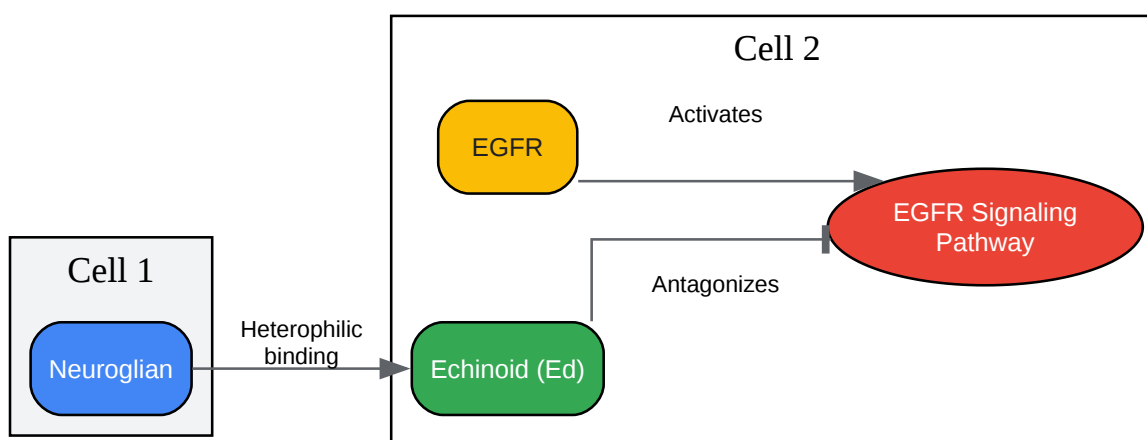 Cell 2
Activates
EGFR
EGFR Signaling
Pathway
Cell 1
Antagonizes
Heterophilic
binding
Neuroglian
Echinoid (Ed)